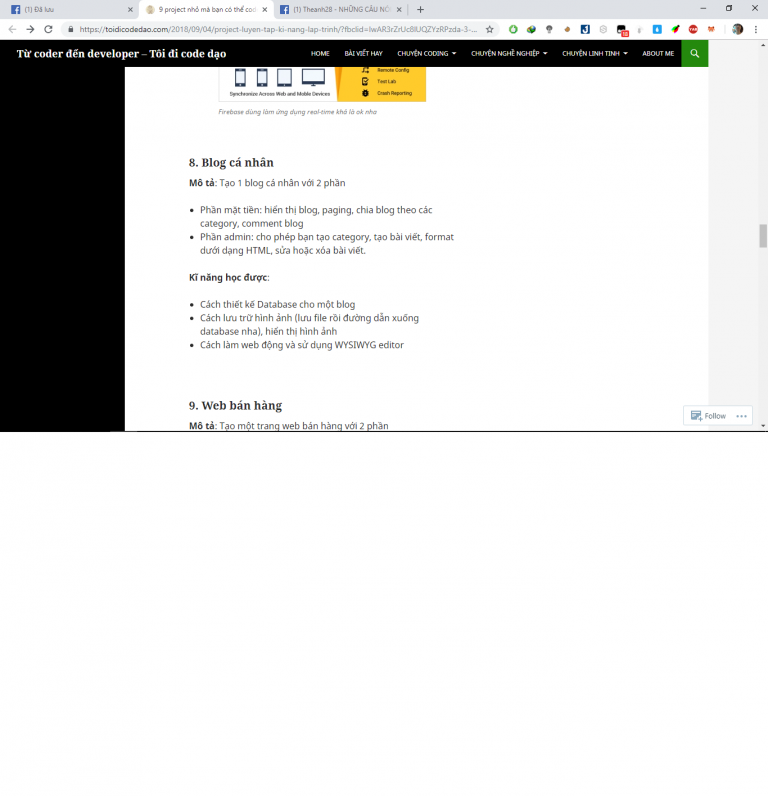 (1) Đã lưu
9 project nhỏ mà bạn có thể cod
(1) Theanh28 - NHỮNG CÂU NÓ
https://toidicodedao.com/2018/09/04/project-luyen-tap-ki-nang-lap-trinh/?fbclid=IwAR3rZrUc8lUQZYzRPzda-3-...
Từ coder đến developer – Tôi đi code dạo
HOME BÀI VIẾT HAY CHUYỆN CODING CHUYỆN NGHỀ NGHIỆP CHUYỆN LINH TINH ABOUT ME
Remote Config
Test Lab
Synchronize Across Web and Moble Devices
Crash Reporting
Firebase dùng làm ứng dụng real-time khá là ok nha
8. Blog cá nhân
Mô tả: Tạo 1 blog cá nhân với 2 phần
Phần mặt tiền: hiển thị blog, paging, chia blog theo các
category, comment blog
Phần admin: cho phép bạn tạo category, tạo bài viết, format
dưới dạng HTML, sửa hoặc xóa bài viết.
Kĩ năng học được:
Cách thiết kế Database cho một blog
Cách lưu trữ hình ảnh (lưu file rồi đường dẫn xuống
database nha), hiển thị hình ảnh
Cách làm web động và sử dụng WYSIWYG editor
9. Web bán hàng
Mô tả: Tạo một trang web bán hàng với 2 phần
Follow